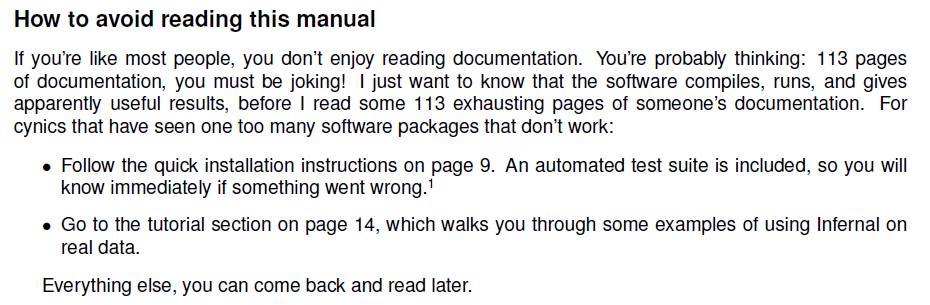 How to avoid reading this manual
If you're like most people, you don't enjoy reading documentation. You're probably thinking: 113 pages
of documentation, you must be joking! I just want to know that the software compiles, runs, and gives
apparently useful results, before I read some 113 exhausting pages of someone's documentation. For
cynics that have seen one too many software packages that don't work:
• Follow the quick installation instructions on page 9. An automated test suite is included, so you will
know immediately if something went wrong.¹
• Go to the tutorial section on page 14, which walks you through some examples of using Infernal on
real data.
Everything else, you can come back and read later.